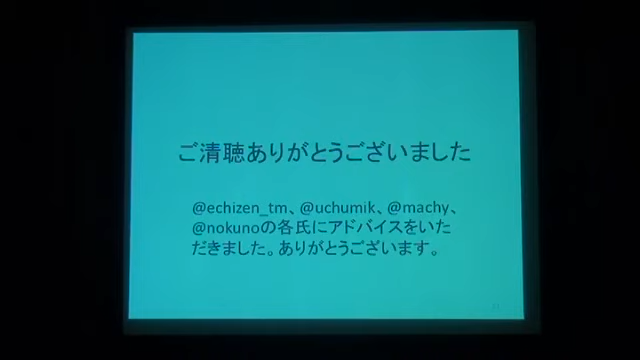 ご清聴ありがとうございました
@echizen_tm、@uchumik、@machy、
@nokunoの各氏にアドバイスをいた
だきました。ありがとうございます。